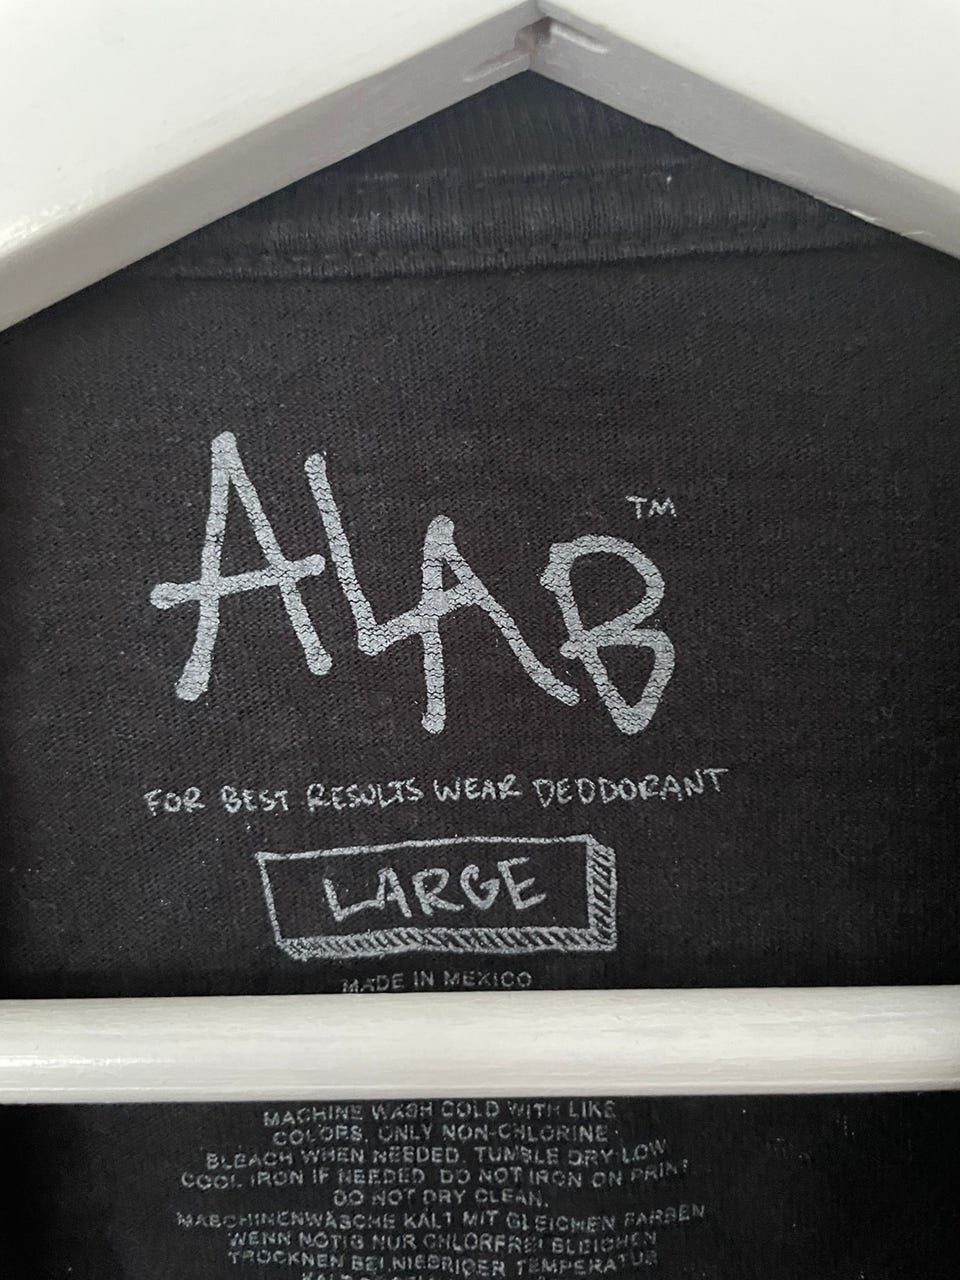 ALAB™
FOR BEST RESULTS WEAR DEODORANT
LARGE
MADE IN MEXICO
MACHINE WASH COLD WITH LIKE
COLORS, ONLY NON-CHLORINE
BLEACH WHEN NEEDED. TUMBLE DRY LOW
COOL IRON IF NEEDED DO NOT IRON ON PRINT
DO NOT DRY CLEAN.
MASCHINENWÄSCHE KALT MIT GLEICHEN FARBEN
WENN NÖTIG NUR CHLORFREI BLEICHEN
TROCKNEN BEI NIEDRIGER TEMPERATUR